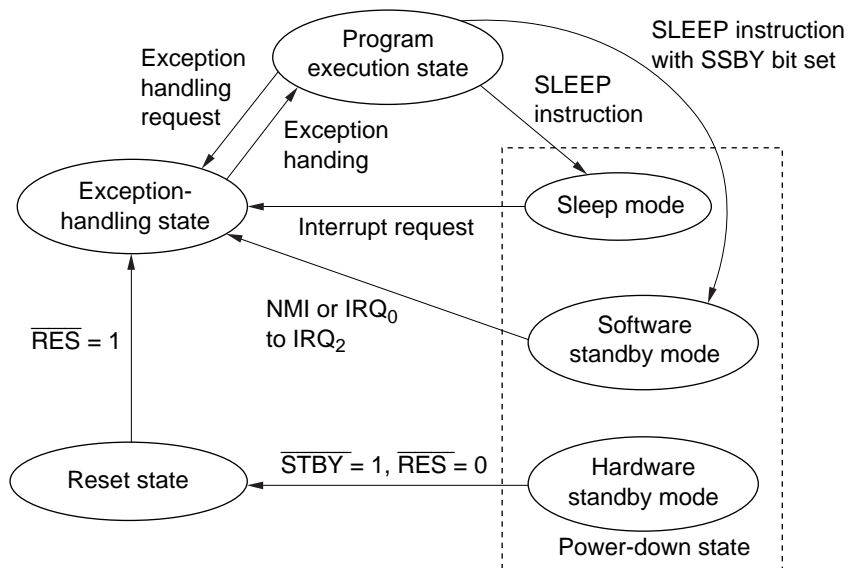 Program
execution state
SLEEP instruction
with SSBY bit set
Exception
handling
request
SLEEP
instruction
Exception
handing
Exception-
handling state
Sleep mode
Interrupt request
NMI or IRQ0
to IRQ2
Software
standby mode
RES = 1
Reset state
STBY = 1, RES = 0
Hardware
standby mode
Power-down state